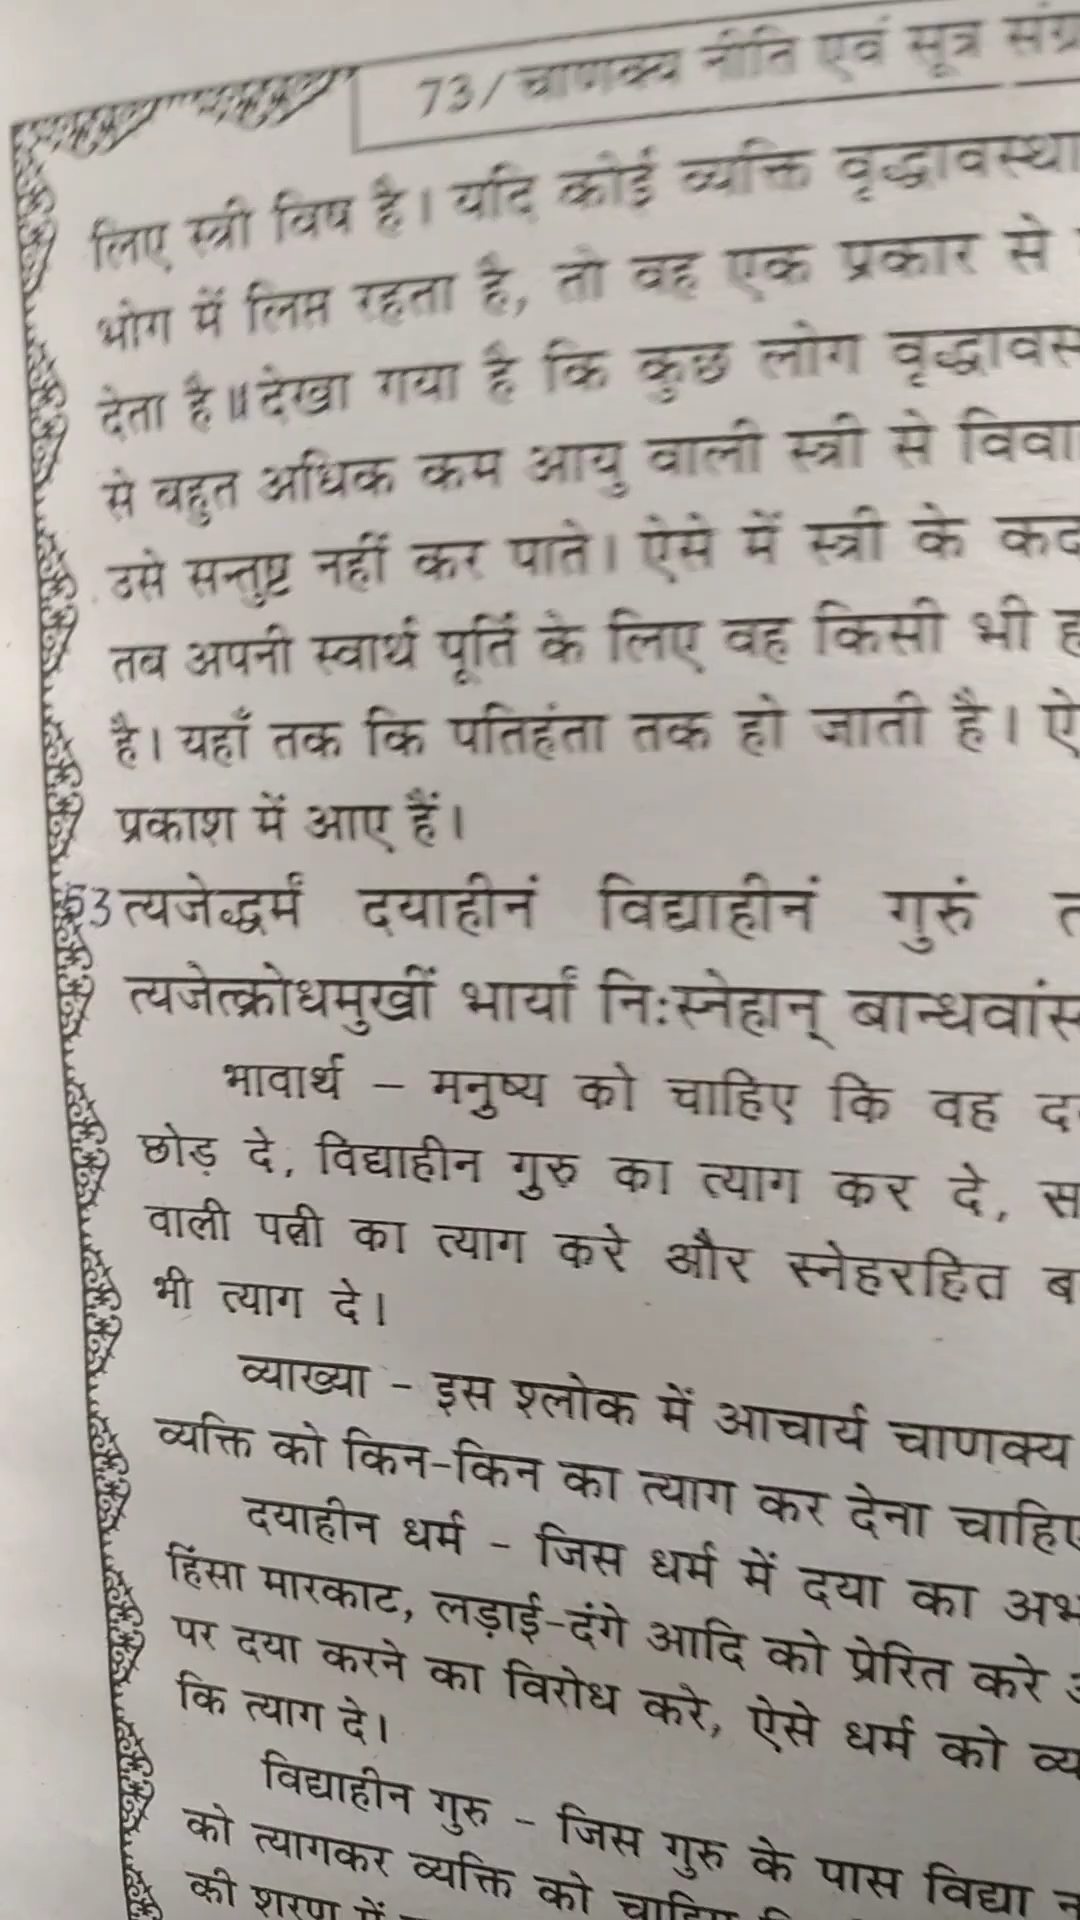 73/चाणक्य नीति एवं सूत्र
लिए स्त्री विष है। यदि कोई व्यक्ति वृद्धावस्था
भोग में लिप्त रहता है, तो वह एक प्रकार से
देता है॥ देखा गया है कि कुछ लोग
से बहुत अधिक कम आयु वाली स्त्री से
उसे सन्तुष्ट नहीं कर पाते। ऐसे में स्त्री के
तब अपनी स्वार्थ पूर्ति के लिए वह किसी भी
है। यहाँ तक कि पतिहंता तक हो जाती है।
प्रकाश में आए हैं।
त्यजेद्धर्मं दयाहीनं विद्याहीनं गुरुं
त्यजेत्क्रोधमुखीं भार्यां निःस्नेहान्
भावार्थ – मनुष्य को चाहिए कि वह
छोड़ दे, विद्याहीन गुरु का त्याग कर दे,
वाली पत्नी का त्याग करे और स्नेहरहित
भी त्याग दे।
व्याख्या - इस श्लोक में आचार्य चाणक्य
व्यक्ति को किन-किन का त्याग कर देना
दयाहीन धर्म - जिस धर्म में दया का
हिंसा मारकाट, लड़ाई-दंगे आदि को प्रेरित करे
पर दया करने का विरोध करे, ऐसे धर्म को
कि त्याग दे।
विद्याहीन गुरु - जिस गुरु के पास विद्या
को त्यागकर व्यक्ति को
की शरण में